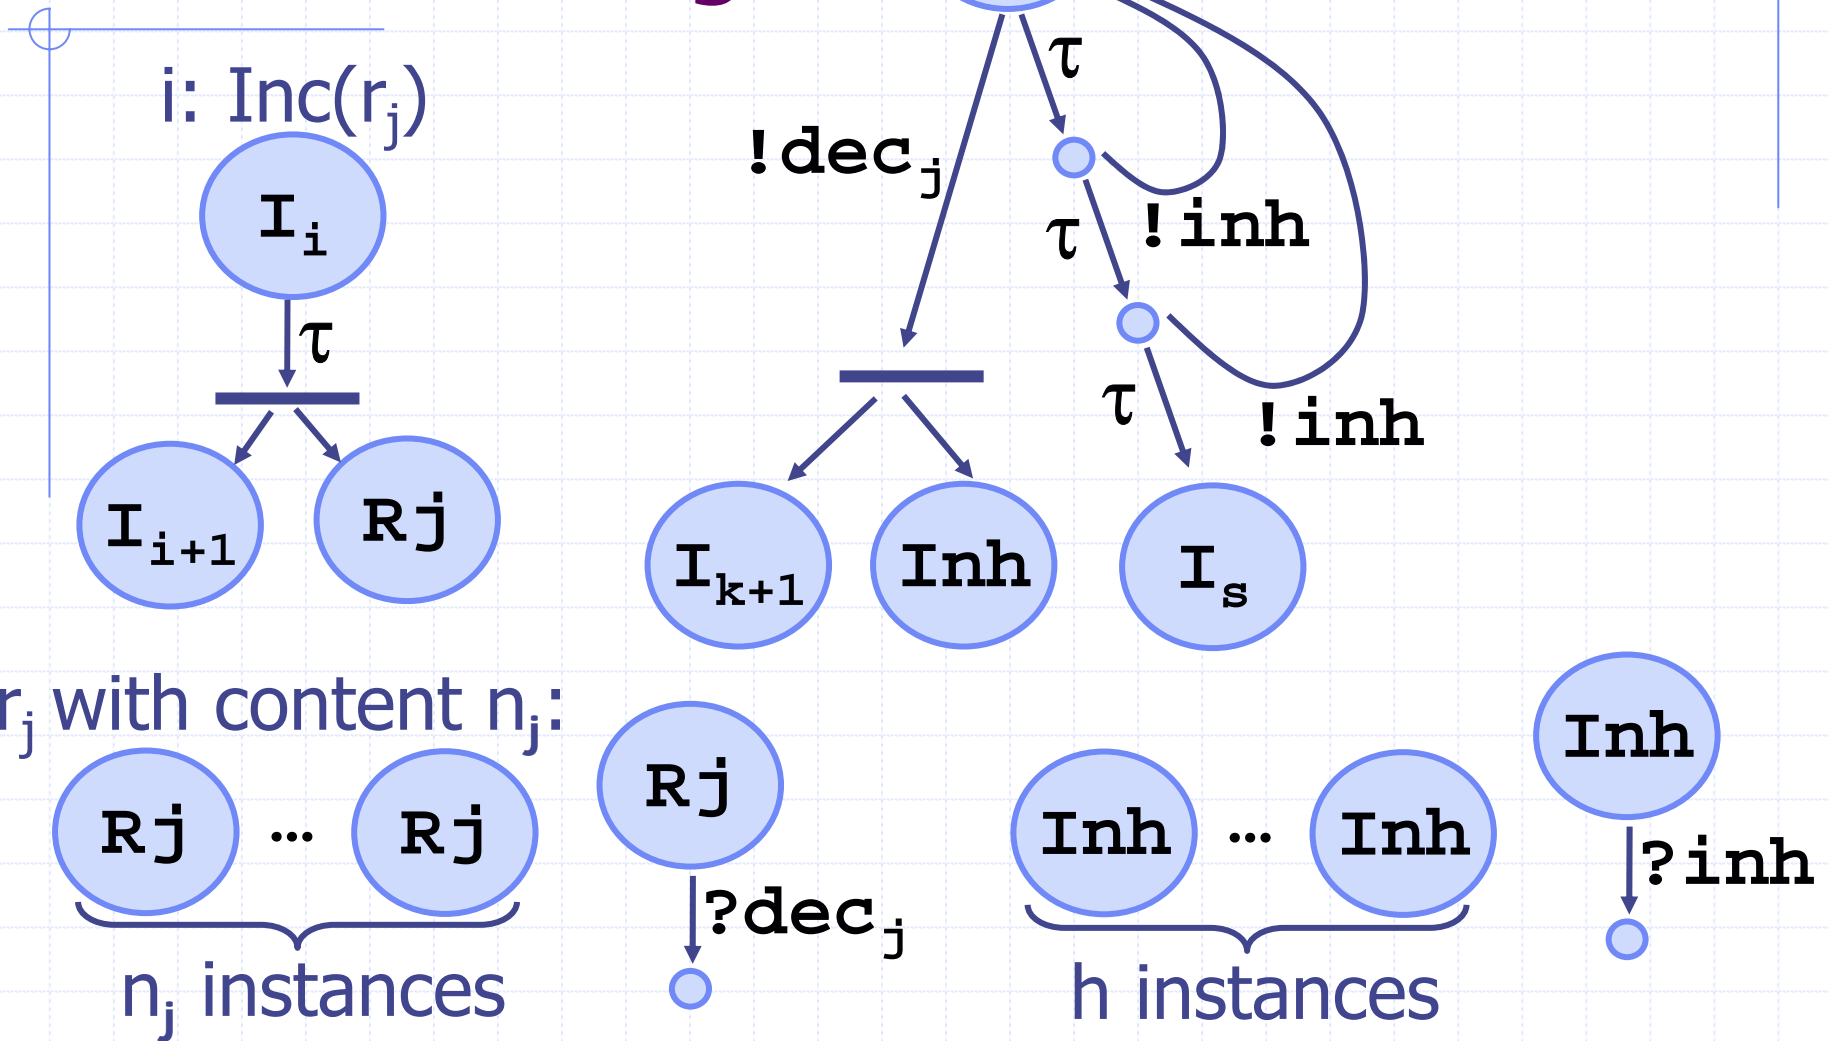 i: Inc(rj)
Ii
τ
Ii+1
Rj
!decj
τ
τ
!inh
τ
!inh
Ik+1
Inh
Is
rj with content nj:
Rj
...
Rj
nj instances
Rj
?decj
Inh
...
Inh
h instances
Inh
?inh